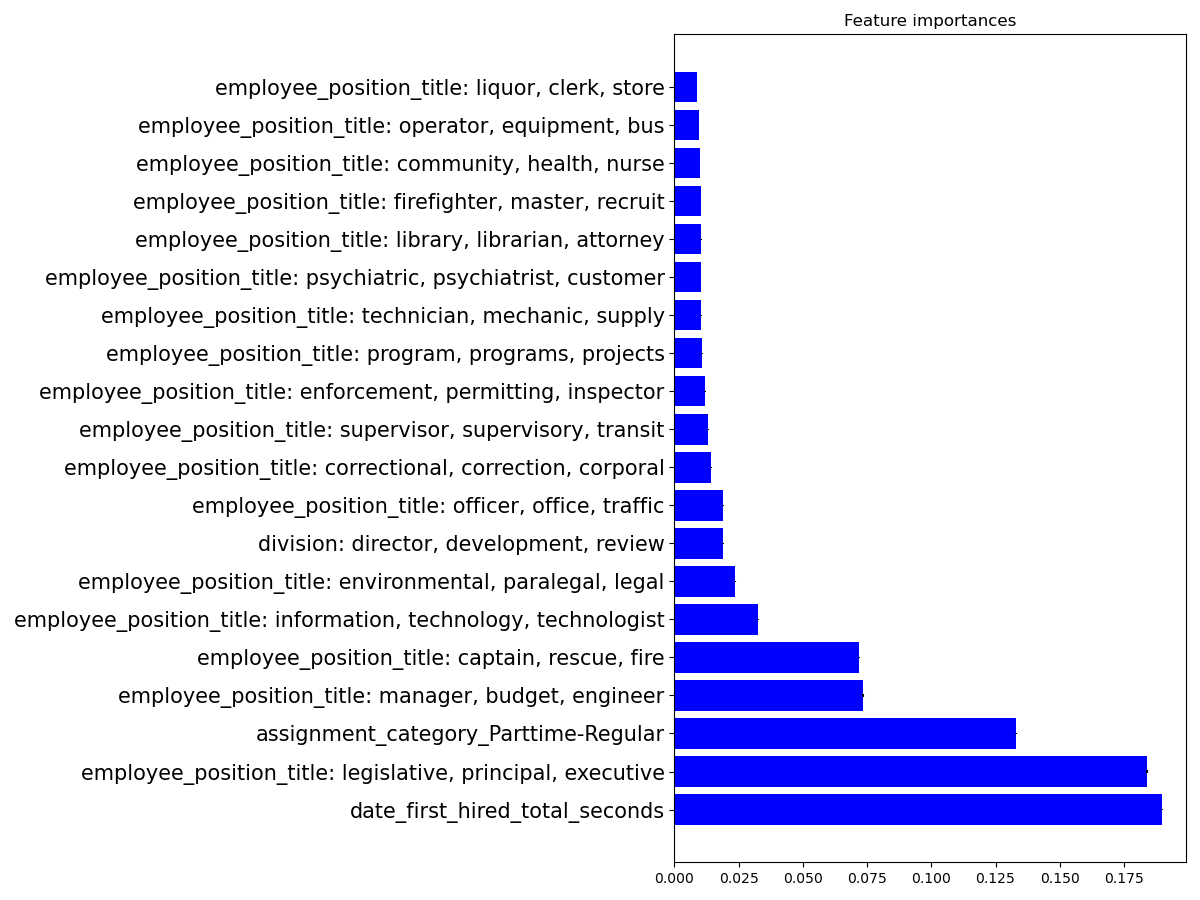 Feature importances
employee_position_title: liquor, clerk, store
employee_position_title: operator, equipment, bus
employee_position_title: community, health, nurse
employee_position_title: firefighter, master, recruit
employee_position_title: library, librarian, attorney
employee_position_title: psychiatric, psychiatrist, customer
employee_position_title: technician, mechanic, supply
employee_position_title: program, programs, projects
employee_position_title: enforcement, permitting, inspector
employee_position_title: supervisor, supervisory, transit
employee_position_title: correctional, correction, corporal
employee_position_title: officer, office, traffic
division: director, development, review
employee_position_title: environmental, paralegal, legal
employee_position_title: information, technology, technologist
employee_position_title: captain, rescue, fire
employee_position_title: manager, budget, engineer
assignment_category_Parttime-Regular
employee_position_title: legislative, principal, executive
date_first_hired_total_seconds
0.000 0.025 0.050 0.075 0.100 0.125 0.150 0.175